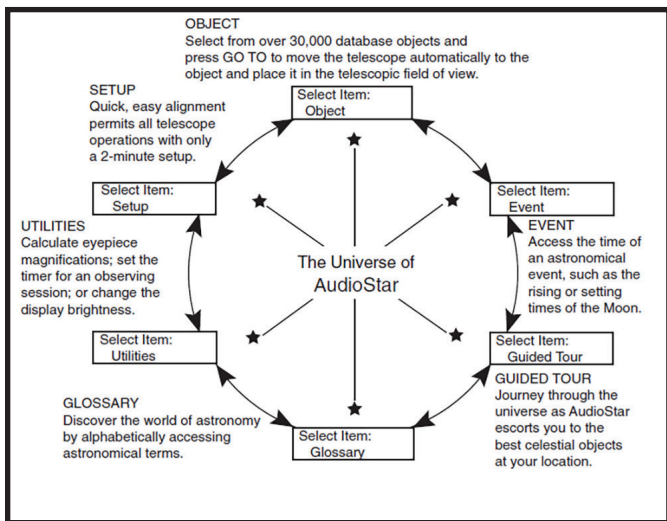 OBJECT
Select from over 30,000 database objects and
press GO TO to move the telescope automatically to the
object and place it in the telescopic field of view.
SETUP
Quick, easy alignment
permits all telescope
operations with only
a 2-minute setup.
Select Item:
Object
Select Item:
Setup
Select Item:
Event
UTILITIES
Calculate eyepiece
magnifications; set the
timer for an observing
session; or change the
display brightness.
The Universe of
AudioStar
EVENT
Access the time of
an astronomical
event, such as the
rising or setting
times of the Moon.
Select Item:
Utilities
Select Item:
Guided Tour
GLOSSARY
Discover the world of astronomy
by alphabetically accessing
astronomical terms.
Select Item:
Glossary
GUIDED TOUR
Journey through the
universe as AudioStar
escorts you to the
best celestial objects
at your location.